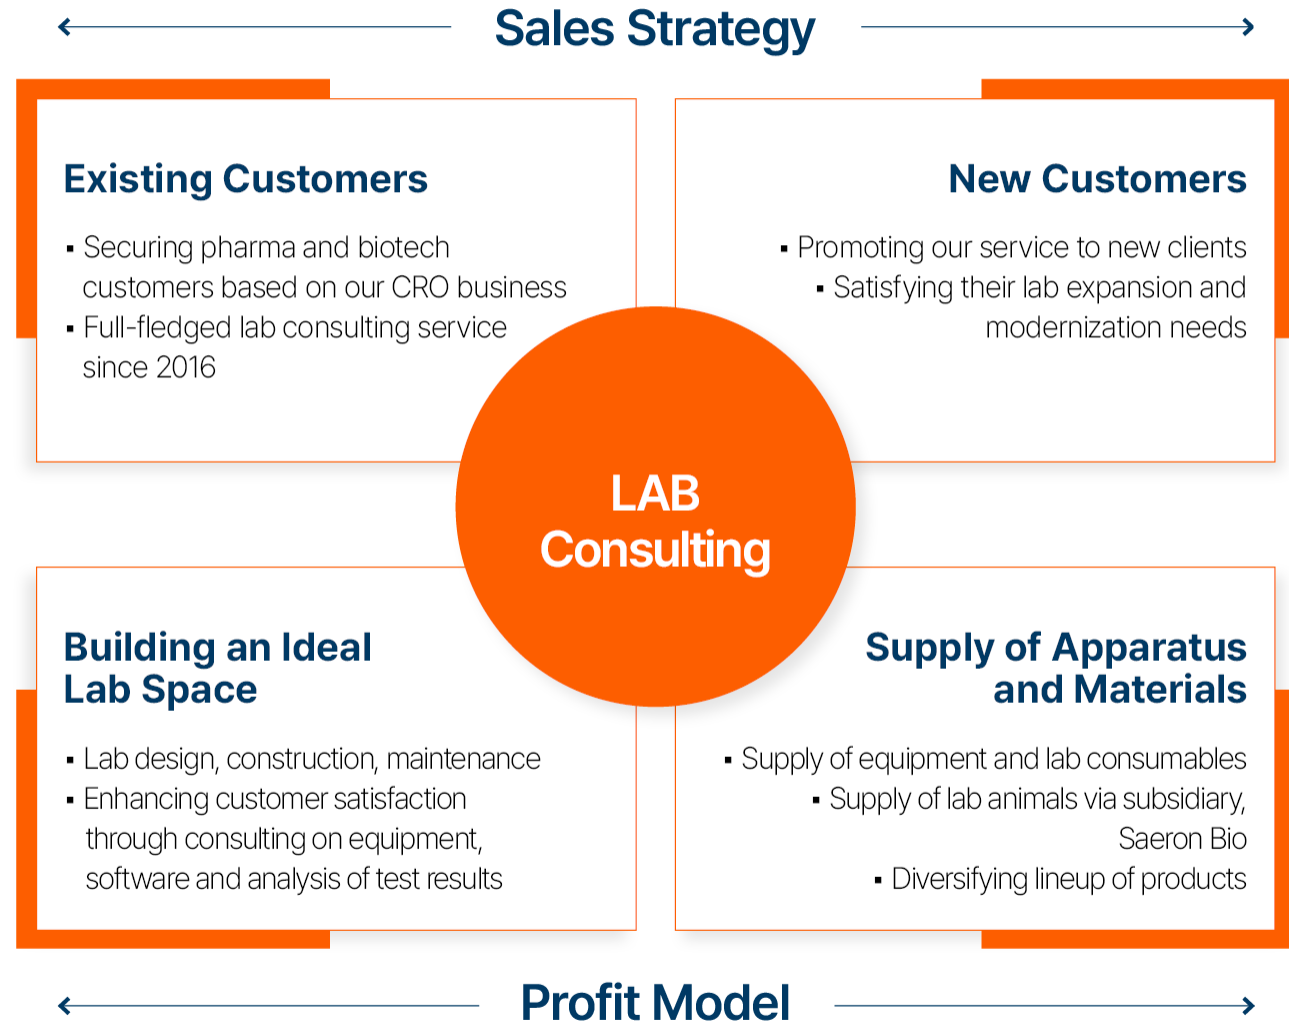 Sales Strategy
Existing Customers
▪ Securing pharma and biotech
customers based on our CRO business
▪ Full-fledged lab consulting service
since 2016
New Customers
▪ Promoting our service to new clients
▪ Satisfying their lab expansion and
modernization needs
LAB
Consulting
Building an Ideal
Lab Space
▪ Lab design, construction, maintenance
▪ Enhancing customer satisfaction
through consulting on equipment,
software and analysis of test results
Supply of Apparatus
and Materials
▪ Supply of equipment and lab consumables
▪ Supply of lab animals via subsidiary,
Saeron Bio
▪ Diversifying lineup of products
Profit Model